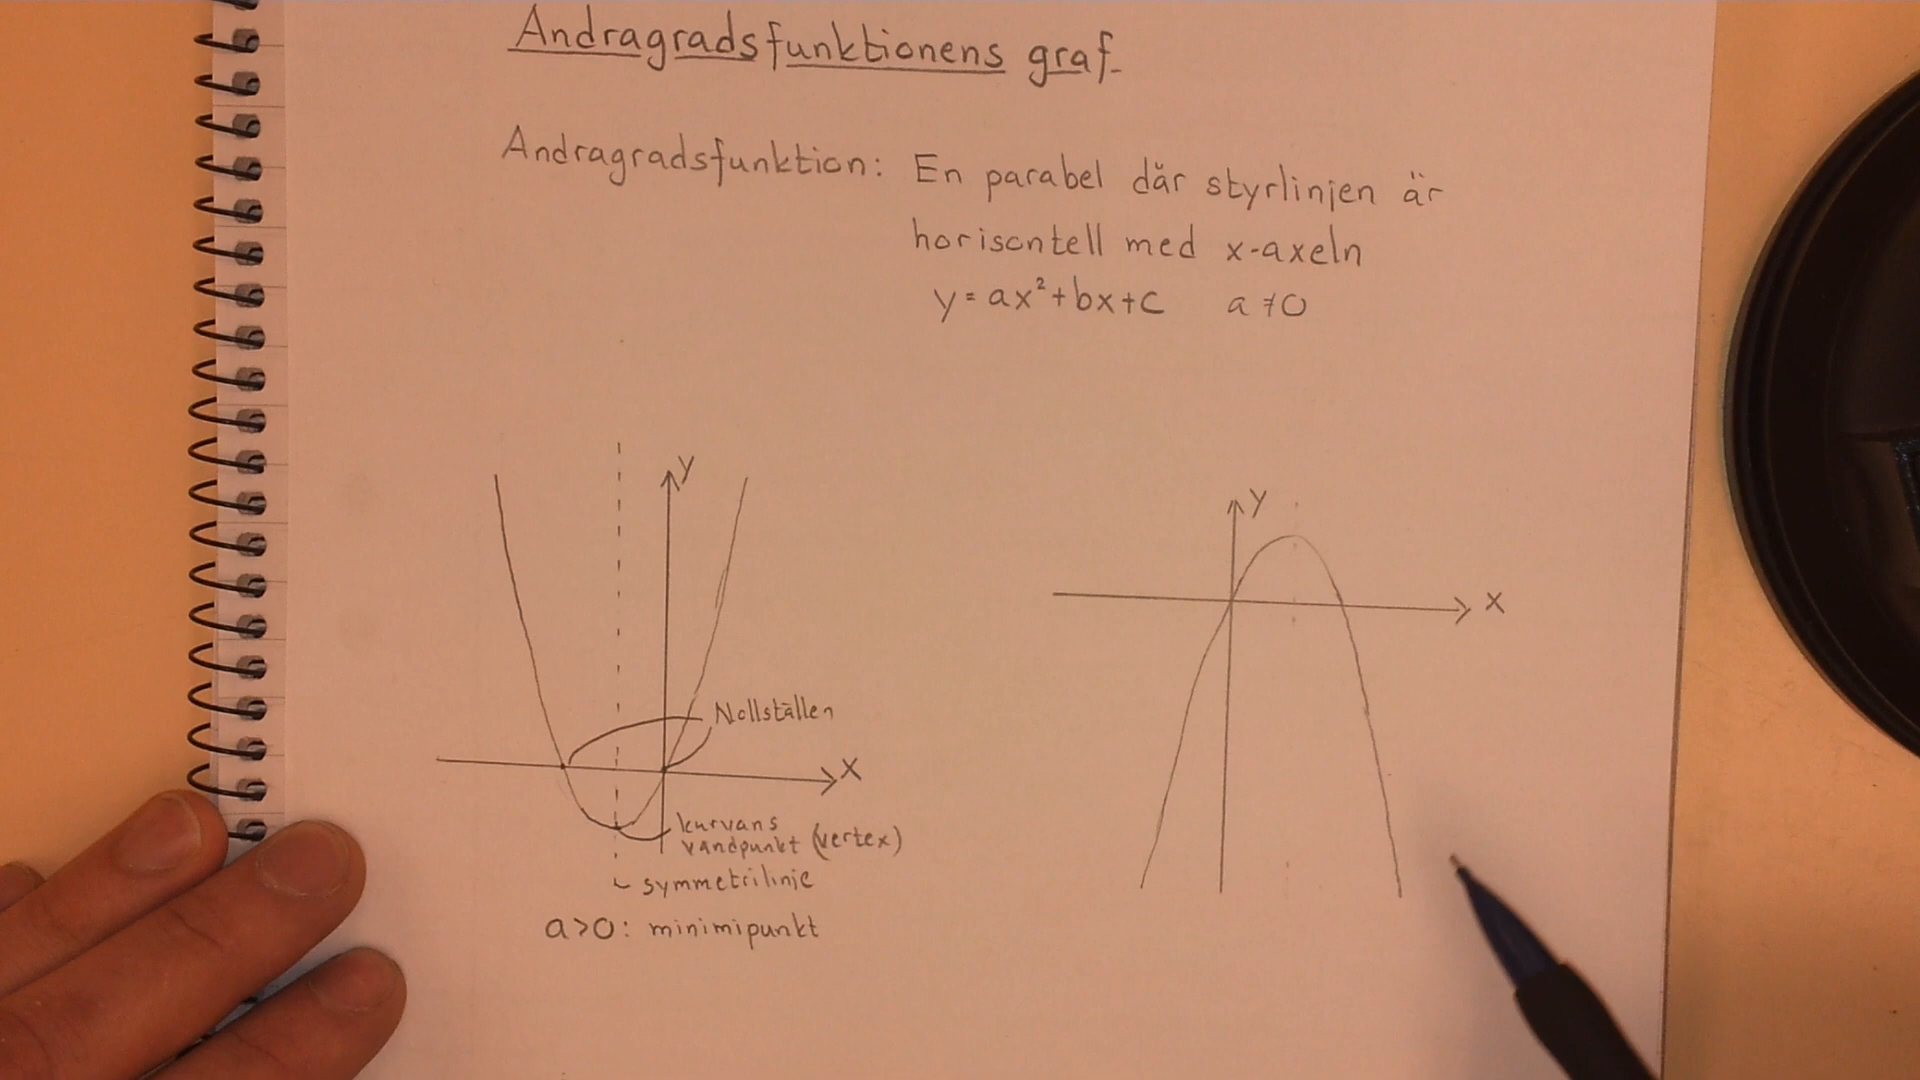 Andragradsfunktionens graf
Andragradsfunktion: En parabel där styrlinjen är
horisontell med x-axeln
y=ax²+bx+c a≠0
y
Nollställen
x
kurvans
vändpunkt (vertex)
symmetrilinje
a>0: minimipunkt
y
x